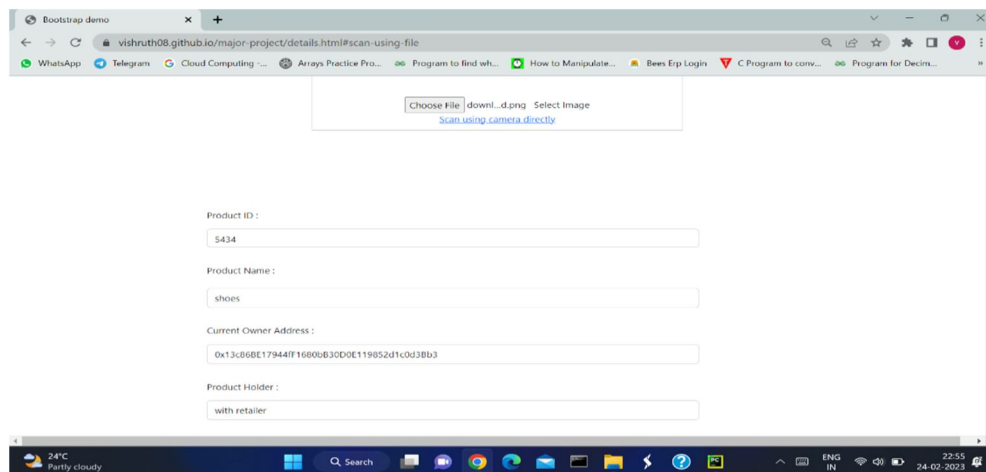 Bootstrap demo
vishruth08.github.io/major-project/details.html#scan-using-file
WhatsApp Telegram Cloud Computing -... Arrays Practice Pro... Program to find wh... How to Manipulate... Bees Erp Login C Program to conv... Program for Decim...
Choose File downl...d.png Select Image
Scan using camera directly
Product ID :
5434
Product Name :
shoes
Current Owner Address :
0x13c86BE17944fF1680bB30D0E119852d1c0d3Bb3
Product Holder :
with retailer
24°C
Partly cloudy
Search
ENG
IN
22:55
24-02-2023